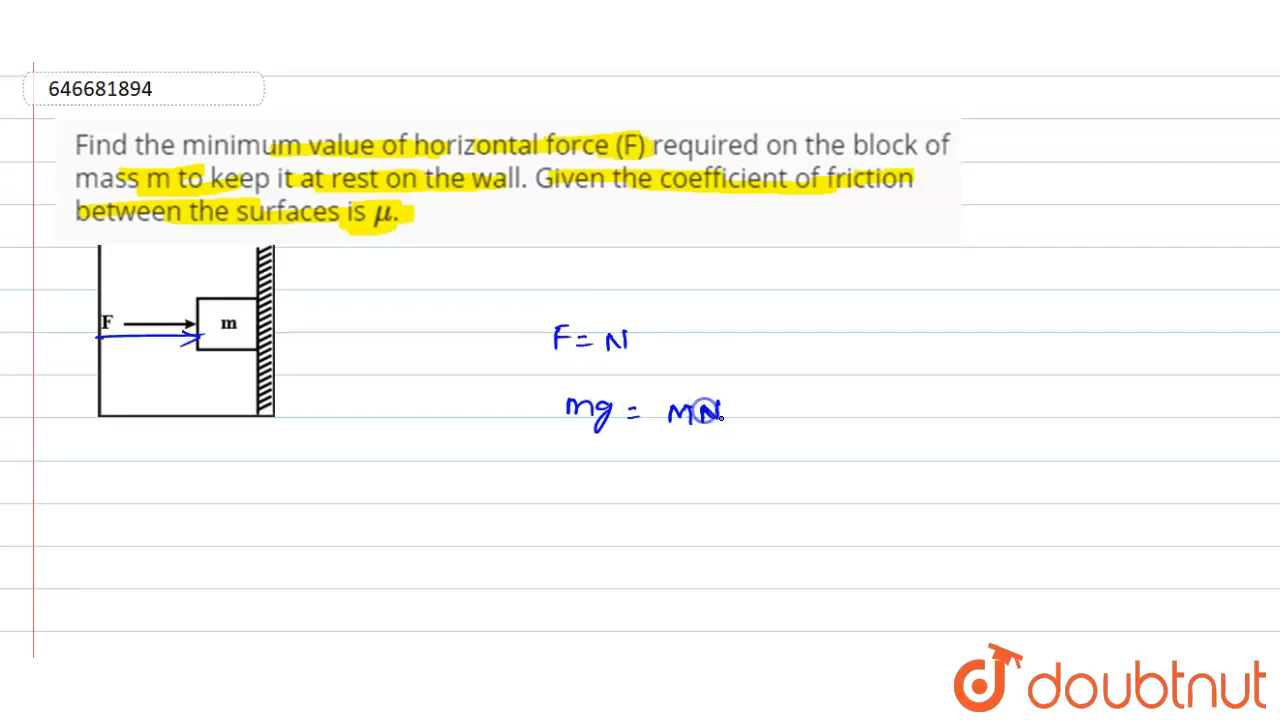 646681894
Find the minimum value of horizontal force (F) required on the block of
mass m to keep it at rest on the wall. Given the coefficient of friction
between the surfaces is μ.
F
m
F = N
mg = μN
doubtnut